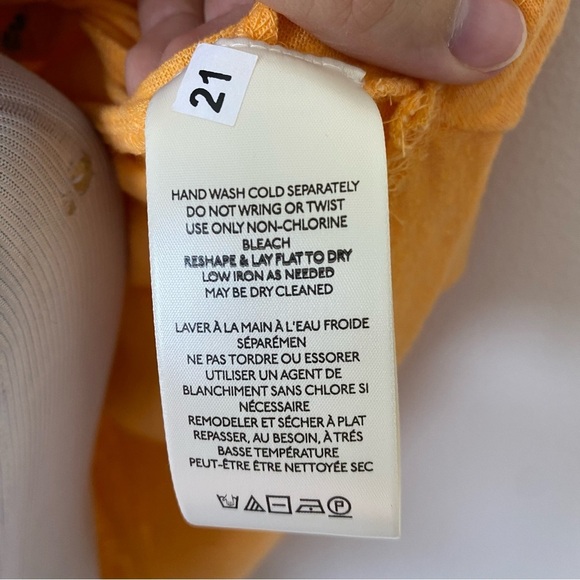 21
HAND WASH COLD SEPARATELY
DO NOT WRING OR TWIST
USE ONLY NON-CHLORINE
BLEACH
RESHAPE & LAY FLAT TO DRY
LOW IRON AS NEEDED
MAY BE DRY CLEANED
LAVER À LA MAIN À L'EAU FROIDE
SÉPARÉMEN
NE PAS TORDRE OU ESSORER
UTILISER UN AGENT DE
BLANCHIMENT SANS CHLORE SI
NÉCESSAIRE
REMODELER ET SÉCHER À PLAT
REPASSER, AU BESOIN, À TRÉS
BASSE TEMPÉRATURE
PEUT-ÊTRE ÊTRE NETTOYÉE SEC
P